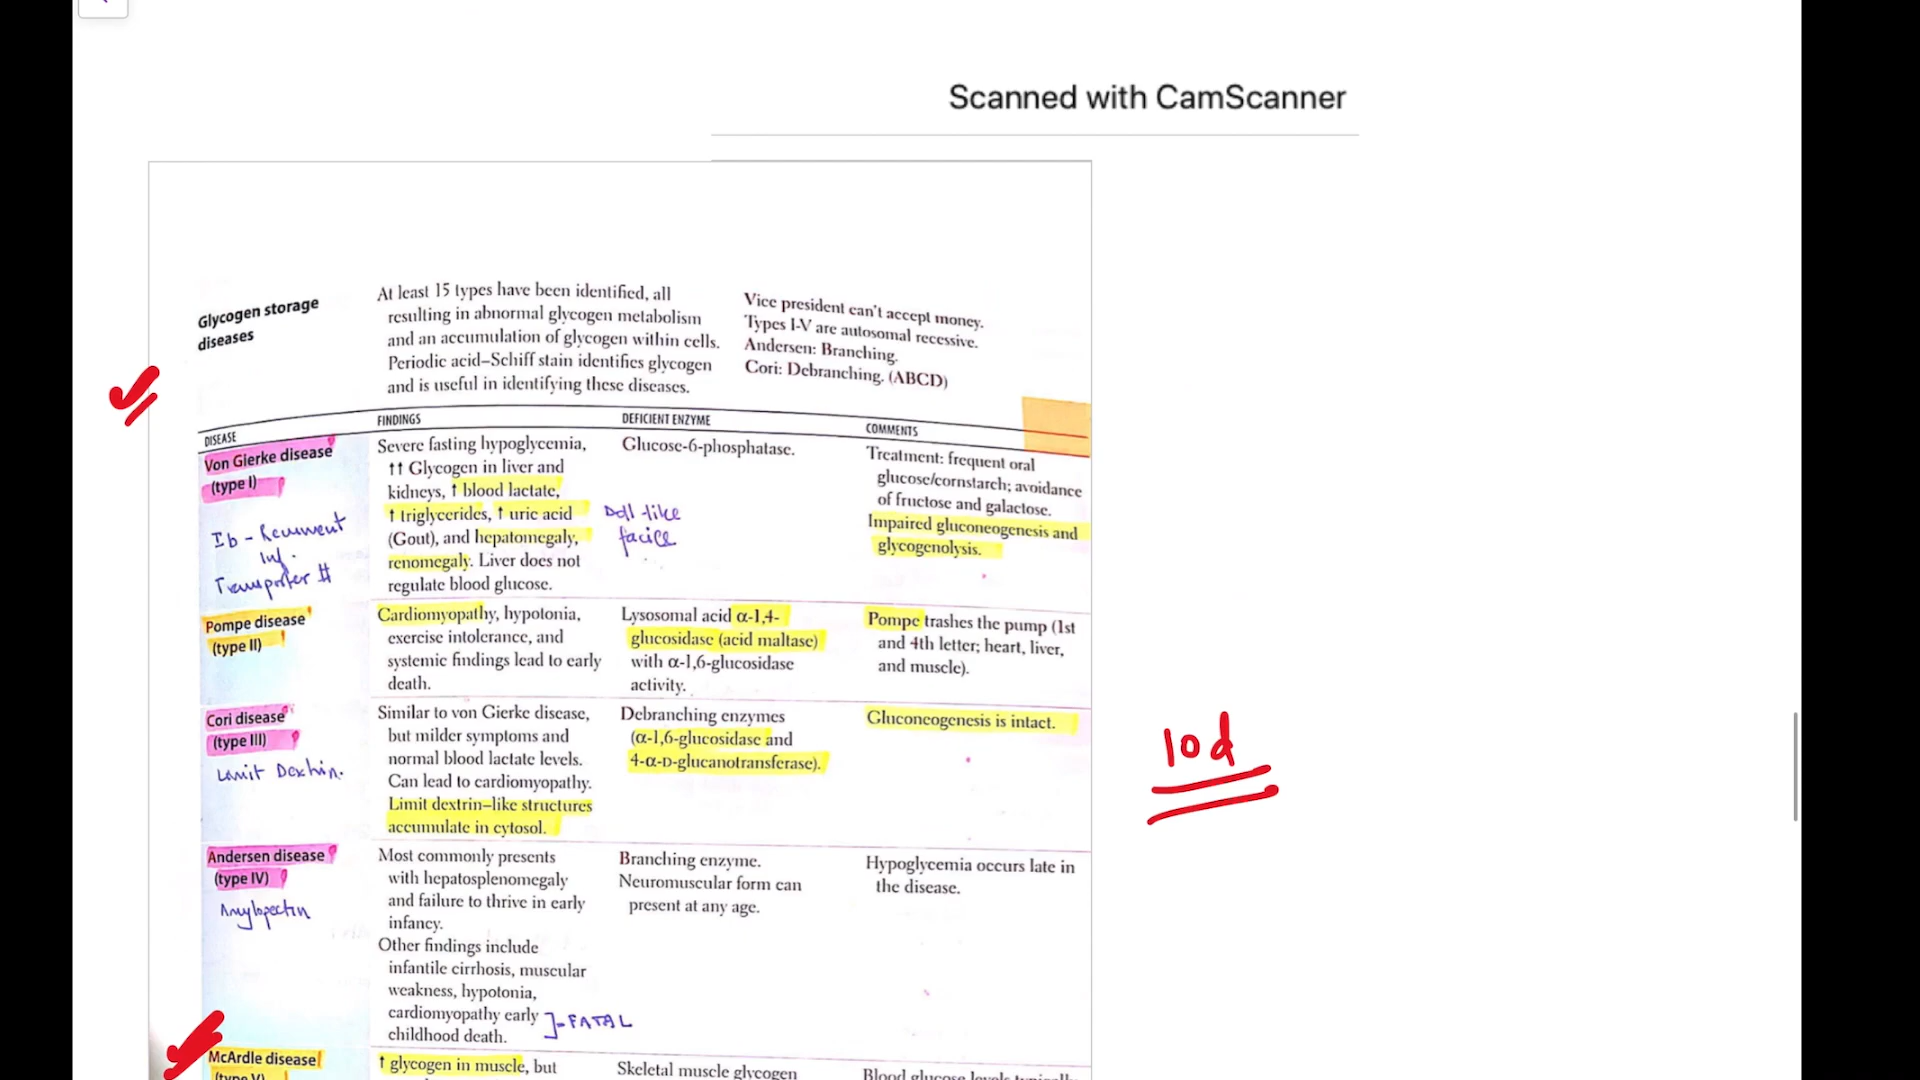 Scanned with CamScanner
Glycogen storage
diseases
At least 15 types have been identified, all
resulting in abnormal glycogen metabolism
and an accumulation of glycogen within cells.
Periodic acid–Schiff stain identifies glycogen
and is useful in identifying these diseases.
Vice president can't accept money.
Types I-V are autosomal recessive.
Andersen: Branching.
Cori: Debranching. (ABCD)
DISEASE
FINDINGS
DEFICIENT ENZYME
COMMENTS
Von Gierke disease
(type I)
Ib - Recurrent
Inf.
Transporter #
Severe fasting hypoglycemia,
↑↑ Glycogen in liver and
kidneys, ↑ blood lactate,
↑ triglycerides, ↑ uric acid
(Gout), and hepatomegaly,
renomegaly. Liver does not
regulate blood glucose.
Glucose-6-phosphatase.
Doll-like
facice
Treatment: frequent oral
glucose/cornstarch; avoidance
of fructose and galactose.
Impaired gluconeogenesis and
glycogenolysis.
Pompe disease
(type II)
Cardiomyopathy, hypotonia,
exercise intolerance, and
systemic findings lead to early
death.
Lysosomal acid α-1,4-
glucosidase (acid maltase)
with α-1,6-glucosidase
activity.
Pompe trashes the pump (1st
and 4th letter; heart, liver,
and muscle).
Cori disease
(type III)
Limit Dextrin.
Similar to von Gierke disease,
but milder symptoms and
normal blood lactate levels.
Can lead to cardiomyopathy.
Limit dextrin–like structures
accumulate in cytosol.
Debranching enzymes
(α-1,6-glucosidase and
4-α-D-glucanotransferase).
Gluconeogenesis is intact.
10d
Andersen disease
(type IV)
Amylopectin
Most commonly presents
with hepatosplenomegaly
and failure to thrive in early
infancy.
Other findings include
infantile cirrhosis, muscular
weakness, hypotonia,
cardiomyopathy early
childhood death.
]-FATAL
Branching enzyme.
Neuromuscular form can
present at any age.
Hypoglycemia occurs late in
the disease.
McArdle disease
(type V)
↑ glycogen in muscle, but
Skeletal muscle glycogen
Blood glucose levels typically